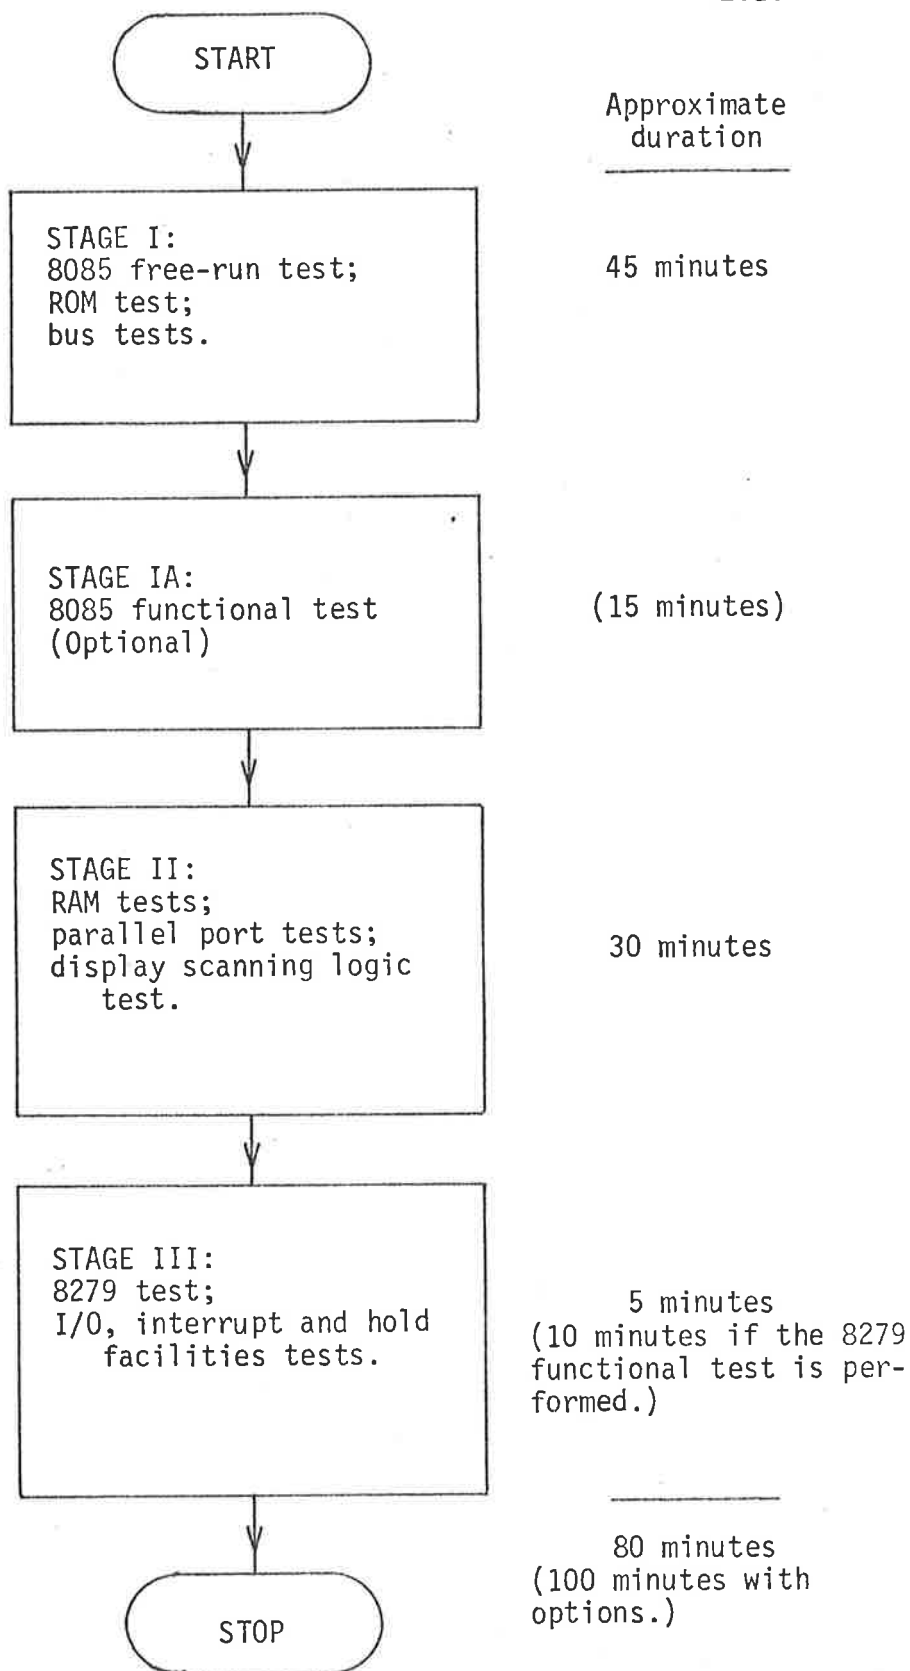 START
Approximate
duration
STAGE I:
8085 free-run test;
ROM test;
bus tests.
45 minutes
STAGE IA:
8085 functional test
(Optional)
(15 minutes)
STAGE II:
RAM tests;
parallel port tests;
display scanning logic
test.
30 minutes
STAGE III:
8279 test;
I/O, interrupt and hold
facilities tests.
5 minutes
(10 minutes if the 8279
functional test is per-
formed.)
80 minutes
(100 minutes with
options.)
STOP